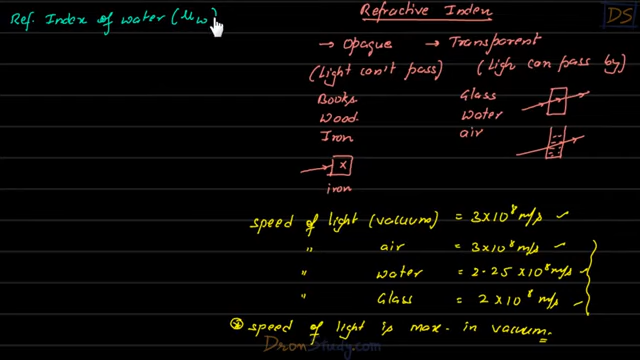 Ref. Index of water (μw)
Refractive Index
DS
→ Opaque → Transparent
(Light can't pass) (Ligh can pass by)
Books Glass
Wood Water
Iron air
x
iron
speed of light (vacuum) = 3×10⁸ m/s
" air = 3×10⁸ m/s
" water = 2.25 ×10⁸ m/s
" Glass = 2×10⁸ m/s
* speed of light is max. in vacuum.
DronStudy.com